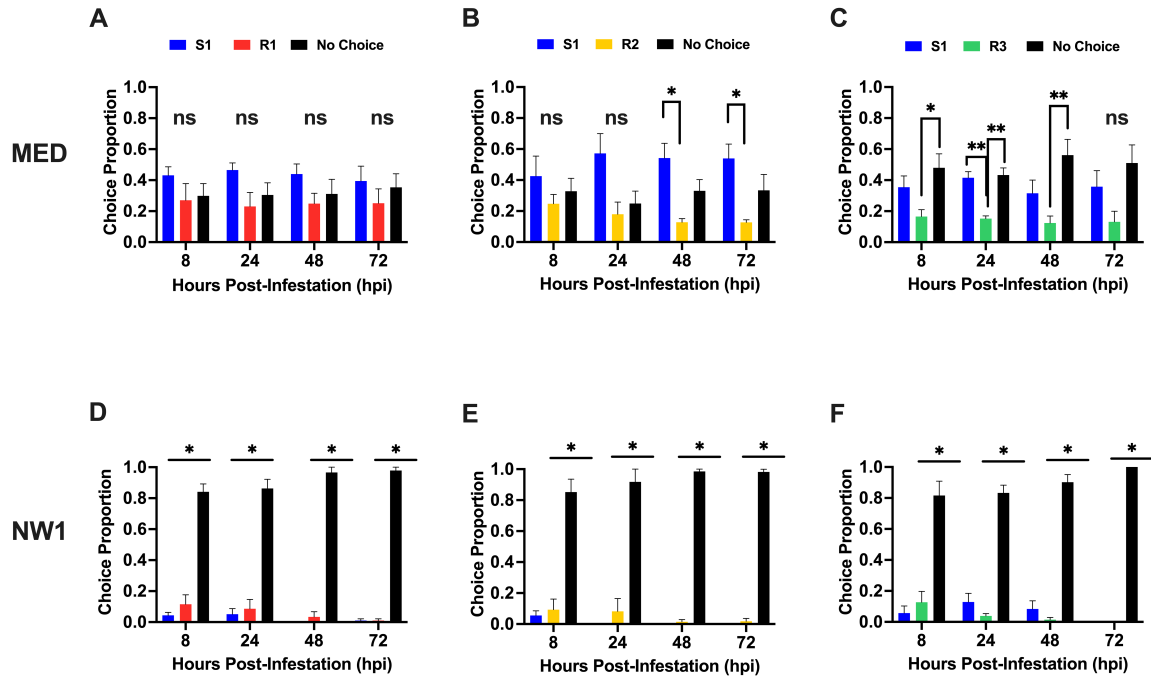 A
S1 R1 No Choice
B
S1 R2 No Choice
C
S1 R3 No Choice
MED
Choice Proportion
1.0
0.8
0.6
0.4
0.2
0.0
ns ns ns ns
8 24 48 72
Hours Post-Infestation (hpi)
Choice Proportion
1.0
0.8
0.6
0.4
0.2
0.0
ns ns * *
8 24 48 72
Hours Post-Infestation (hpi)
Choice Proportion
1.0
0.8
0.6
0.4
0.2
0.0
* ** ** ** ns
8 24 48 72
Hours Post-Infestation (hpi)
NW1
D
Choice Proportion
1.0
0.8
0.6
0.4
0.2
0.0
* * * *
8 24 48 72
Hours Post-Infestation (hpi)
E
Choice Proportion
1.0
0.8
0.6
0.4
0.2
0.0
* * * *
8 24 48 72
Hours Post-Infestation (hpi)
F
Choice Proportion
1.0
0.8
0.6
0.4
0.2
0.0
* * * *
8 24 48 72
Hours Post-Infestation (hpi)